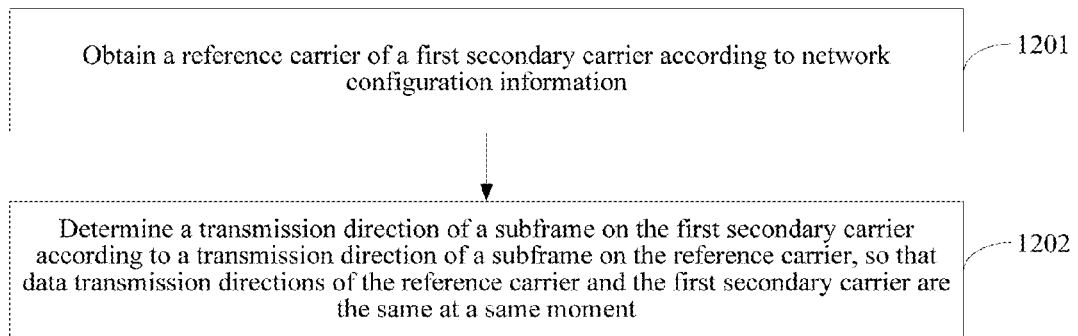 Obtain a reference carrier of a first secondary carrier according to network
configuration information
1201
Determine a transmission direction of a subframe on the first secondary carrier
according to a transmission direction of a subframe on the reference carrier, so that
data transmission directions of the reference carrier and the first secondary carrier are
the same at a same moment
1202